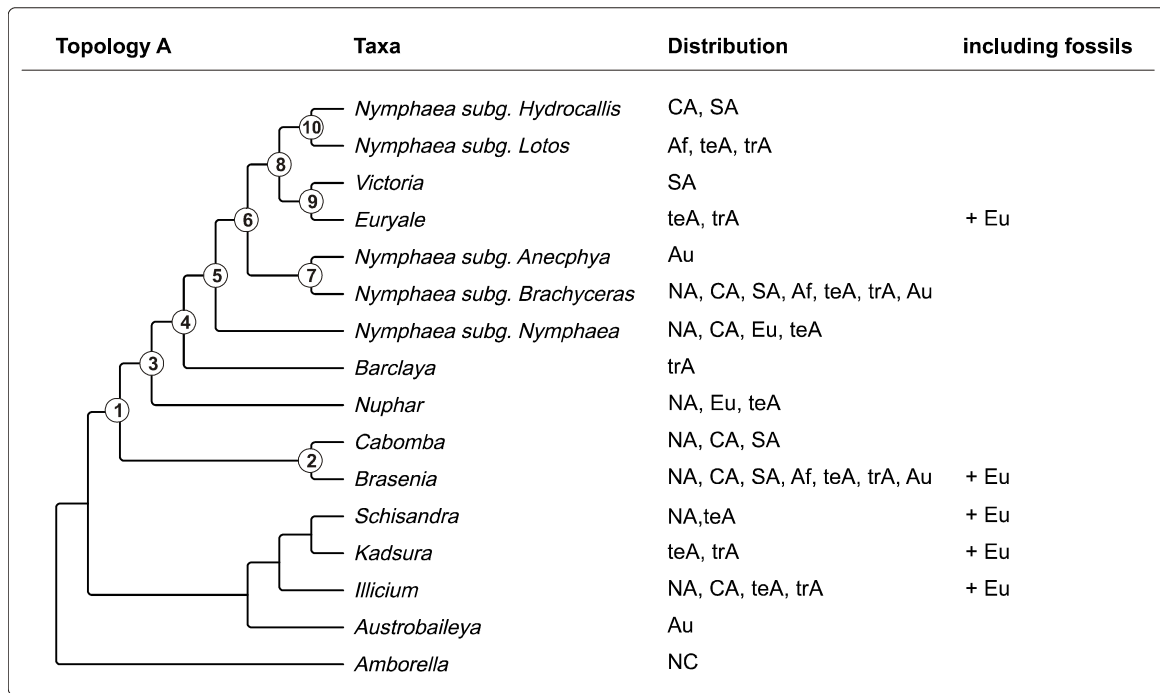 Topology A Taxa Distribution including fossils
10 Nymphaea subg. Hydrocallis CA, SA
Nymphaea subg. Lotos Af, teA, trA
8 Victoria SA
9 Euryale teA, trA + Eu
6 Nymphaea subg. Anecphya Au
7 Nymphaea subg. Brachyceras NA, CA, SA, Af, teA, trA, Au
5 Nymphaea subg. Nymphaea NA, CA, Eu, teA
4 Barclaya trA
3 Nuphar NA, Eu, teA
1 Cabomba NA, CA, SA
2 Brasenia NA, CA, SA, Af, teA, trA, Au + Eu
Schisandra NA,teA + Eu
Kadsura teA, trA + Eu
Illicium NA, CA, teA, trA + Eu
Austrobaileya Au
Amborella NC